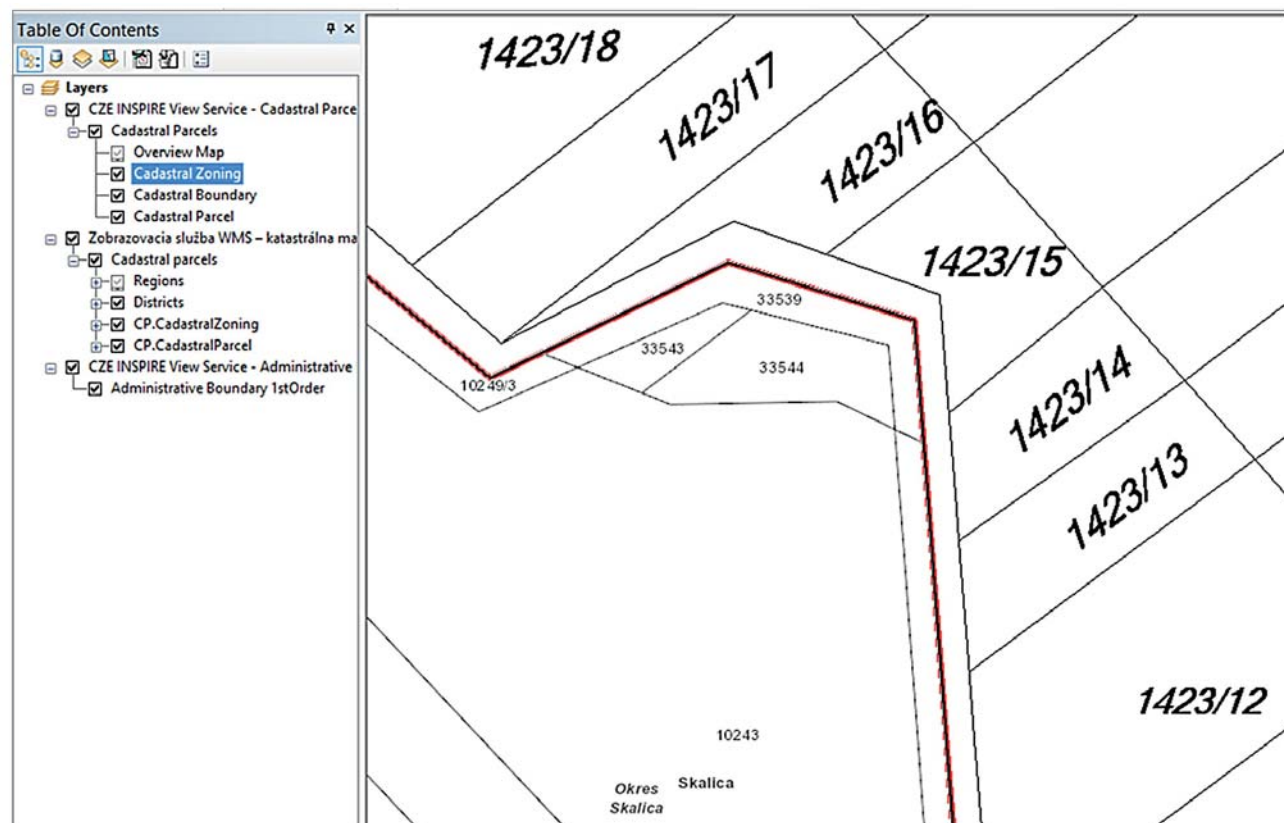 Table Of Contents
Layers
CZE INSPIRE View Service - Cadastral Parce
Cadastral Parcels
Overview Map
Cadastral Zoning
Cadastral Boundary
Cadastral Parcel
Zobrazovacia služba WMS – katastrálna ma
Cadastral parcels
Regions
Districts
CP.CadastralZoning
CP.CadastralParcel
CZE INSPIRE View Service - Administrative
Administrative Boundary 1stOrder
1423/18
1423/17
1423/16
1423/15
33539
33543
33544
10249/3
1423/14
1423/13
1423/12
10243
Okres Skalica
Skalica